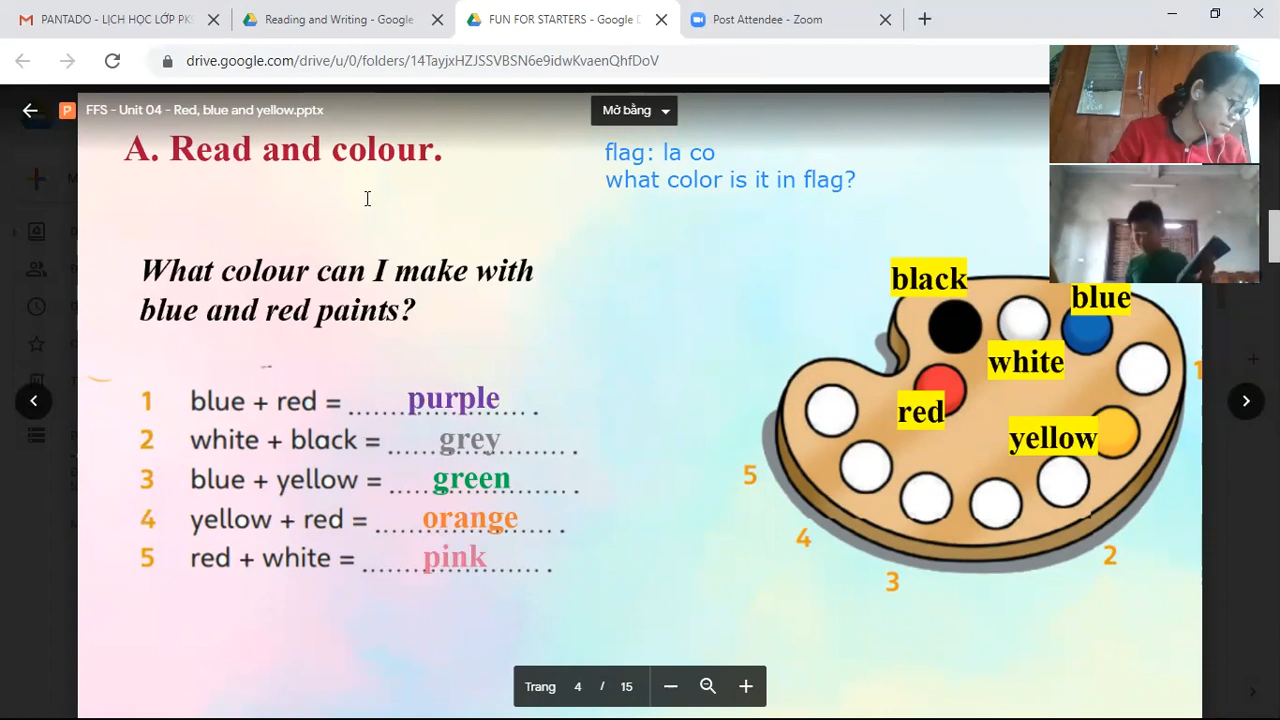 PANTADO - LỊCH HỌC LỚP PK
Reading and Writing - Google
FUN FOR STARTERS - Google D
Post Attendee - Zoom
drive.google.com/drive/u/0/folders/14TayjxHZJSSVBSN6e9idwKvaenQhfDoV
P FFS - Unit 04 - Red, blue and yellow.pptx
Mở bằng
A. Read and colour.
flag: la co
what color is it in flag?
What colour can I make with
blue and red paints?
1 blue + red = purple .
2 white + black = grey .
3 blue + yellow = green .
4 yellow + red = orange .
5 red + white = pink .
black
blue
white
red
yellow
1
5
4
2
3
Trang 4 / 15